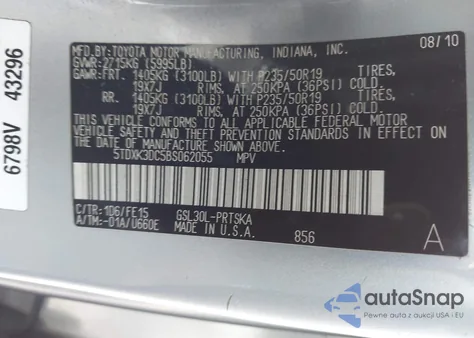 6798V 43296
MFD. BY: TOYOTA MOTOR MANUFACTURING, INDIANA, INC. 08/10
GVWR: 2715KG (5995LB)
GAWR: FRT. 1405KG (3100LB) WITH P235/50R19 TIRES,
19X7J RIMS, AT 250KPA (36PSI) COLD
RR. 1405KG (3100LB) WITH P235/50R19 TIRES,
19X7J RIMS, AT 250KPA (36PSI) COLD
THIS VEHICLE CONFORMS TO ALL APPLICABLE FEDERAL MOTOR
VEHICLE SAFETY, BUMPER, AND THEFT PREVENTION STANDARDS IN EFFECT ON
THE DATE OF MANUFACTURE SHOWN ABOVE.
5TDXK3DC5BS062055 MPV
C/TR: 1D6/FE15 GSL30L-PRTSKA
A/TM: -01A/U660E MADE IN U.S.A. 856 A
autoSnap
Pewne auta z aukcji USA i EU